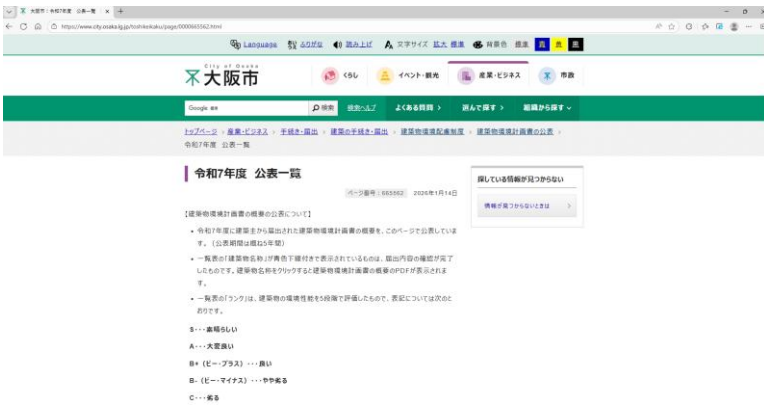 大阪市：令和7年度 公表一覧
https://www.city.osaka.lg.jp/toshikeikaku/page/0000665562.html
Language ふりがな 読み上げ 文字サイズ 拡大 標準 背景色 標準 青 黄 黒
City of Osaka
大阪市
くらし
イベント・観光
産業・ビジネス
市政
Google 検索
検索ヘルプ
よくある質問
選んで探す
組織から探す
トップページ 産業・ビジネス 手続き・届出 建築の手続き・届出 建築物環境配慮制度 建築物環境計画書の公表
令和7年度 公表一覧
令和7年度 公表一覧
ページ番号：665562 2026年1月14日
【建築物環境計画書の概要の公表について】
・令和7年度に建築主から届出された建築物環境計画書の概要を、このページで公表していま
す。（公表期間は概ね5年間）
・一覧表の「建築物名称」が青色下線付きで表示されているものは、届出内容の確認が完了
したものです。建築物名称をクリックすると建築物環境計画書の概要のPDFが表示されま
す。
・一覧表の「ランク」は、建築物の環境性能を5段階で評価したもので、表記については次のと
おりです。
S・・・素晴らしい
A・・・大変良い
B+（ビー・プラス）・・・良い
B-（ビー・マイナス）・・・やや劣る
C・・・劣る
探している情報が見つからない
情報が見つからないときは